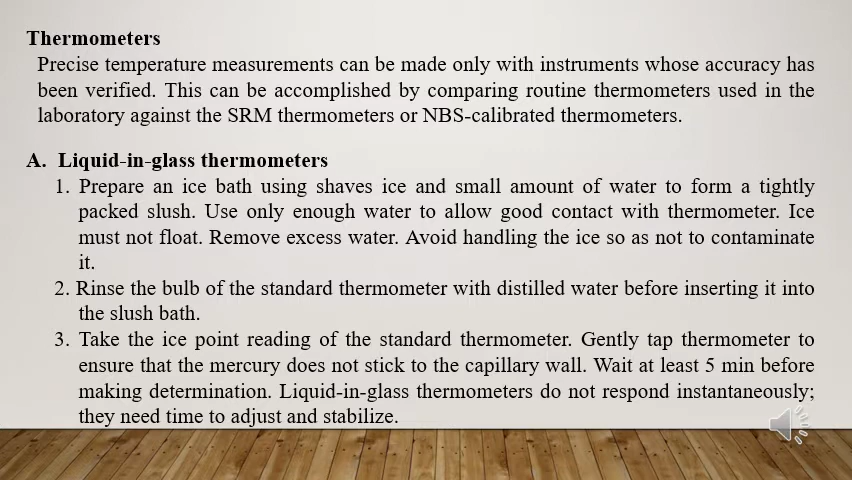 Thermometers
Precise temperature measurements can be made only with instruments whose accuracy has
been verified. This can be accomplished by comparing routine thermometers used in the
laboratory against the SRM thermometers or NBS-calibrated thermometers.
A. Liquid-in-glass thermometers
1. Prepare an ice bath using shaves ice and small amount of water to form a tightly
packed slush. Use only enough water to allow good contact with thermometer. Ice
must not float. Remove excess water. Avoid handling the ice so as not to contaminate
it.
2. Rinse the bulb of the standard thermometer with distilled water before inserting it into
the slush bath.
3. Take the ice point reading of the standard thermometer. Gently tap thermometer to
ensure that the mercury does not stick to the capillary wall. Wait at least 5 min before
making determination. Liquid-in-glass thermometers do not respond instantaneously;
they need time to adjust and stabilize.